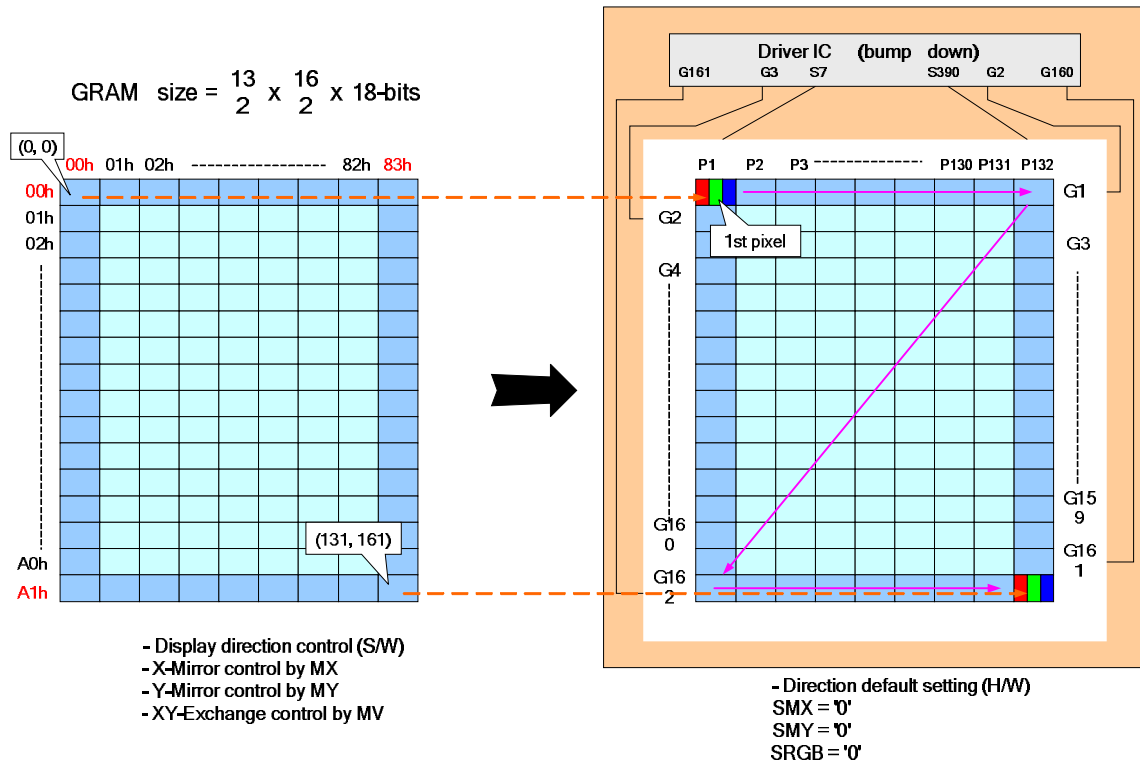 GRAM size = 13/2 x 16/2 x 18-bits
(0, 0)
00h 01h 02h 82h 83h
00h
01h
02h
A0h
A1h
(131, 161)
- Display direction control (S/W)
- X-Mirror control by MX
- Y-Mirror control by MY
- XY-Exchange control by MV
Driver IC (bump down)
G161 G3 S7 S390 G2 G160
P1 P2 P3 P130 P131 P132
G1
G2
1st pixel
G3
G4
G15
9
G16
0
G16
1
G16
2
- Direction default setting (H/W)
SMX = '0'
SMY = '0'
SRGB = '0'